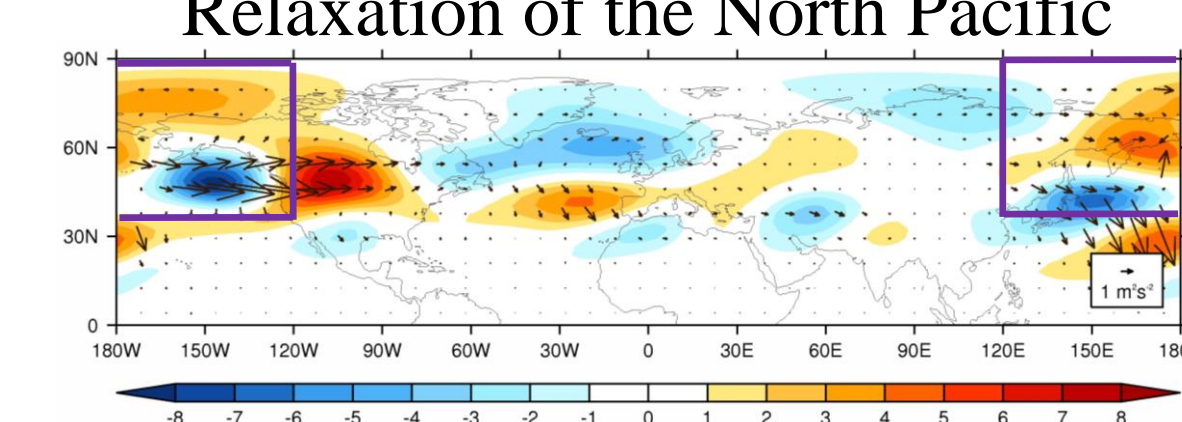 Relaxation of the North Pacific
90N
60N
30N
0
1 m²s⁻²
180W 150W 120W 90W 60W 30W 0 30E 60E 90E 120E 150E 180
-8 -7 -6 -5 -4 -3 -2 -1 0 1 2 3 4 5 6 7 8